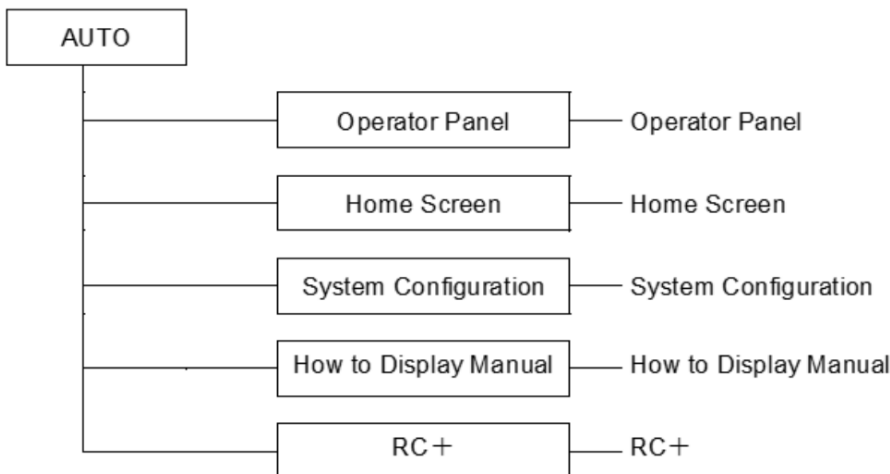 AUTO
Operator Panel Operator Panel
Home Screen Home Screen
System Configuration System Configuration
How to Display Manual How to Display Manual
RC＋ RC＋